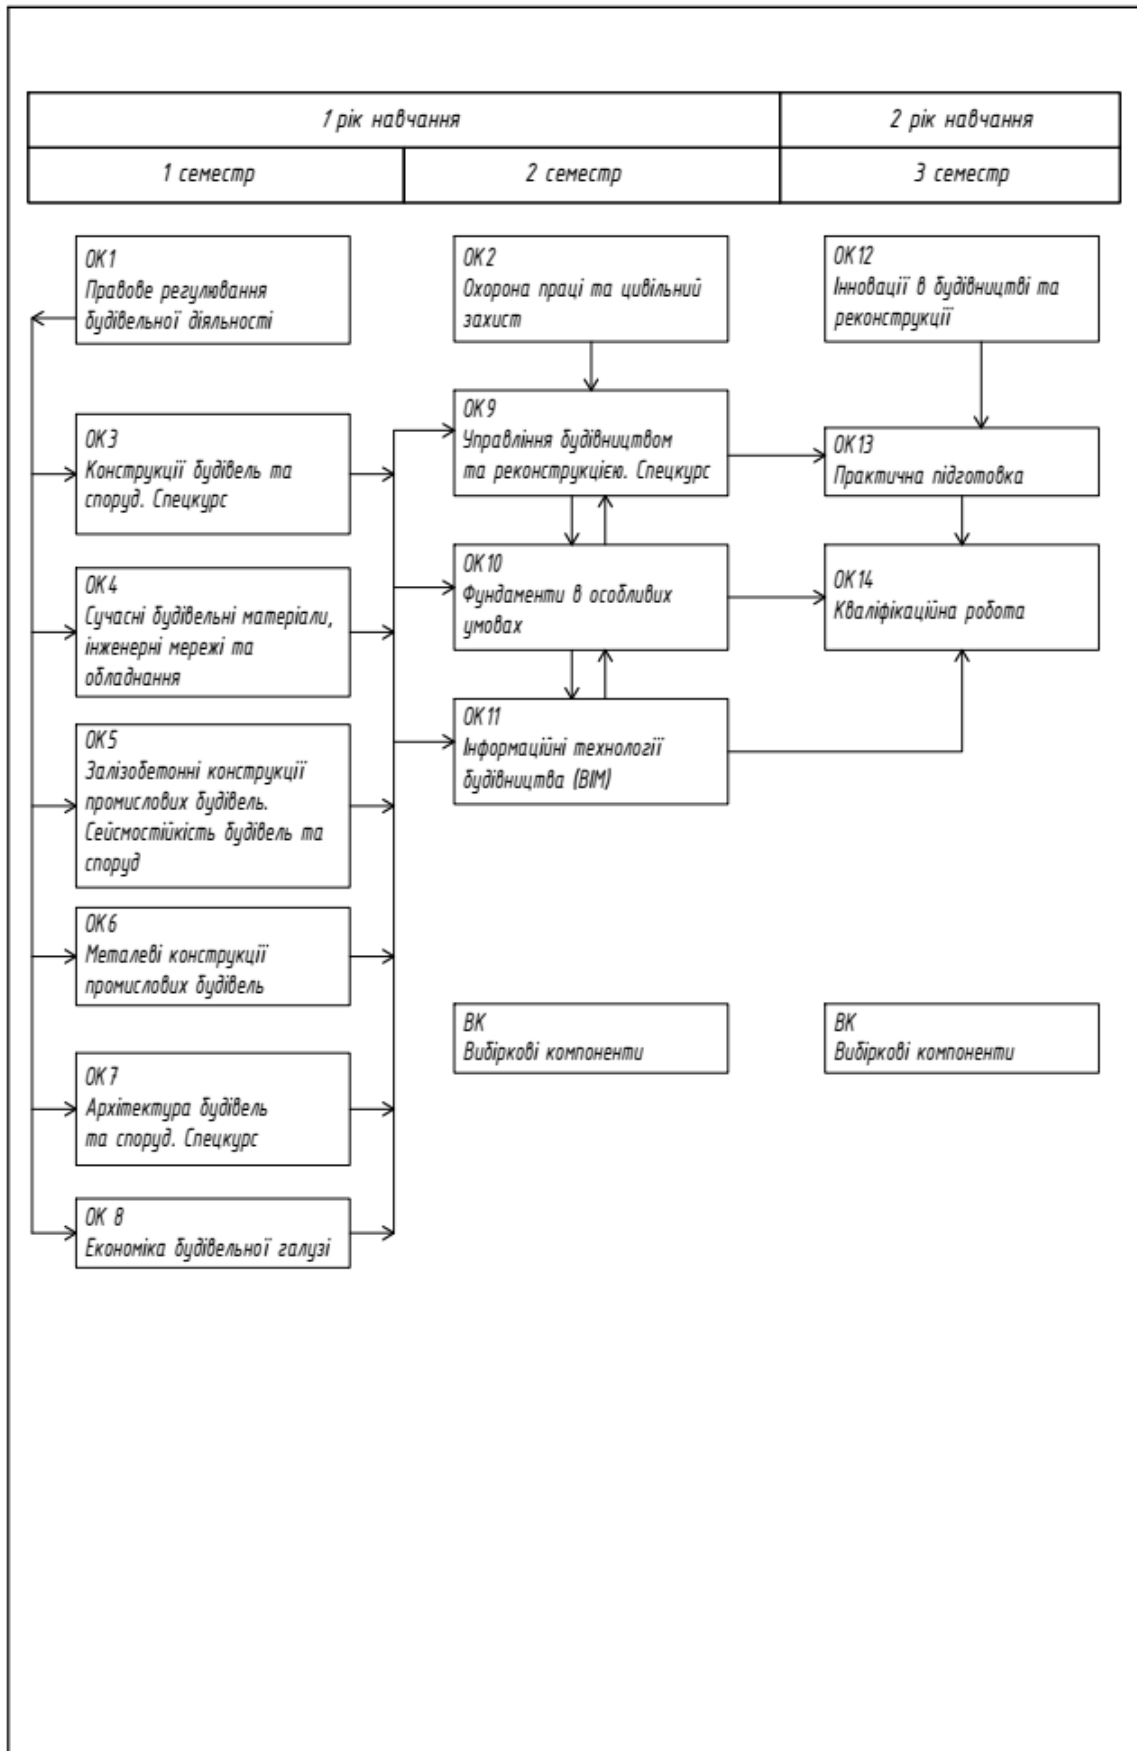 1 рік навчання
2 рік навчання
1 семестр
2 семестр
3 семестр
ОК1
Правове регулювання
будівельної діяльності
ОК3
Конструкції будівель та
споруд. Спецкурс
ОК4
Сучасні будівельні матеріали,
інженерні мережі та
обладнання
ОК5
Залізобетонні конструкції
промислових будівель.
Сейсмостійкість будівель та
споруд
ОК6
Металеві конструкції
промислових будівель
ОК7
Архітектура будівель
та споруд. Спецкурс
ОК 8
Економіка будівельної галузі
ОК2
Охорона праці та цивільний
захист
ОК9
Управління будівництвом
та реконструкцією. Спецкурс
ОК10
Фундаменти в особливих
умовах
ОК11
Інформаційні технології
будівництва (BIM)
ВК
Вибіркові компоненти
ОК12
Інновації в будівництві та
реконструкції
ОК13
Практична підготовка
ОК14
Кваліфікаційна робота
ВК
Вибіркові компоненти